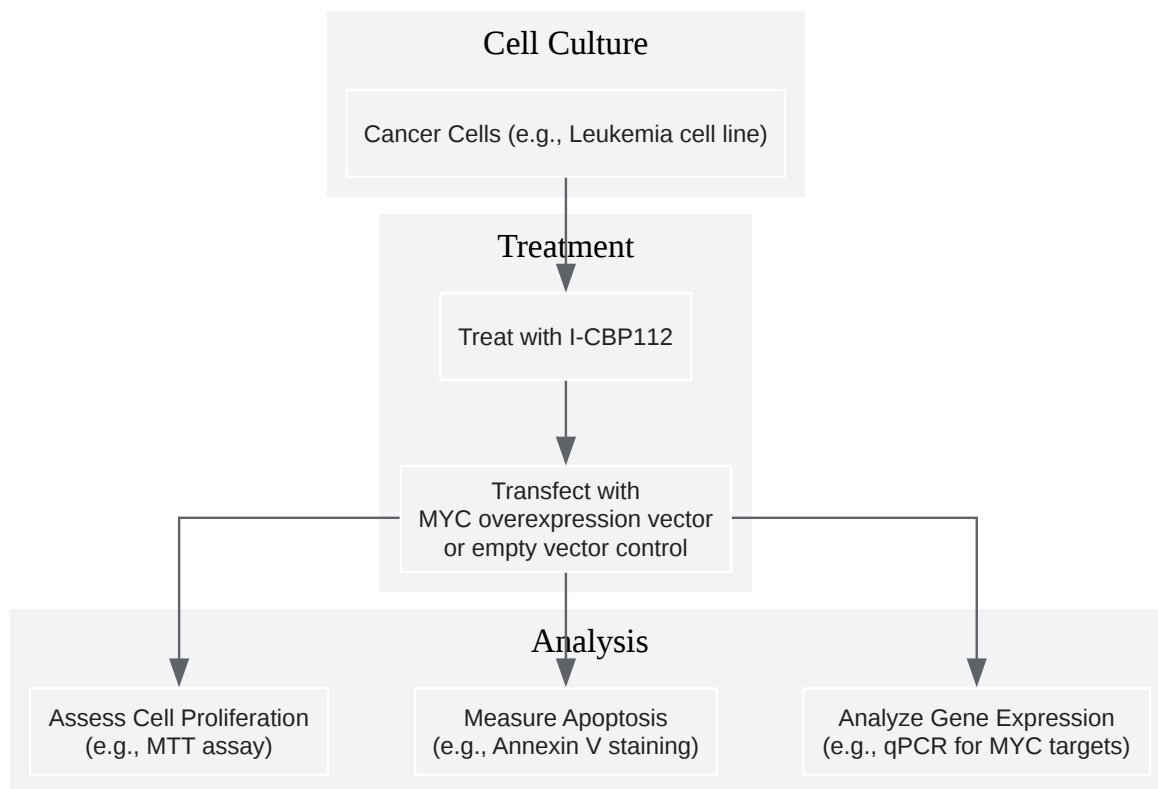 Cell Culture
Cancer Cells (e.g., Leukemia cell line)
Treatment
Treat with I-CBP112
Transfect with
MYC overexpression vector
or empty vector control
Analysis
Assess Cell Proliferation
(e.g., MTT assay)
Measure Apoptosis
(e.g., Annexin V staining)
Analyze Gene Expression
(e.g., qPCR for MYC targets)